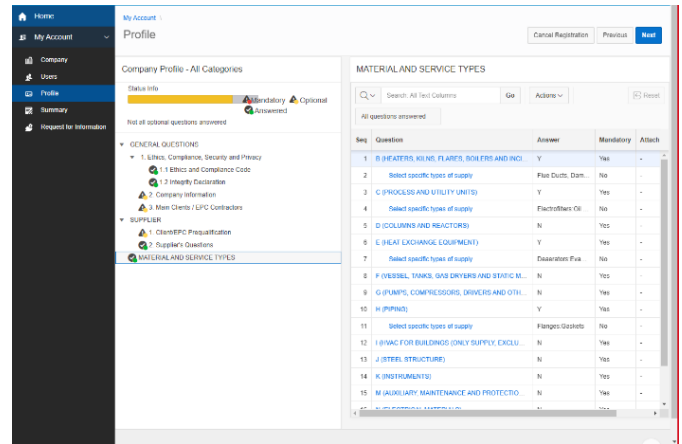 Home
My Account
Company
Users
Profile
Summary
Request for Information
My Account
Profile
Cancel Registration
Previous
Next
Company Profile - All Categories
Status Info
Mandatory
Optional
Answered
Not all optional questions answered
GENERAL QUESTIONS
1. Ethics, Compliance, Security and Privacy
1.1 Ethics and Compliance Code
1.2 Integrity Declaration
2. Company Information
3. Main Clients / EPC Contractors
SUPPLIER
1. Client/EPC Prequalification
2. Supplier's Questions
MATERIAL AND SERVICE TYPES
MATERIAL AND SERVICE TYPES
Search: All Text Columns
Go
Actions
Reset
All questions answered
Seq Question Answer Mandatory Attach
1 B (HEATERS, KILNS, FLARES, BOILERS AND INCI... Y Yes -
2 Select specific types of supply Flue Ducts, Dam... No -
3 C (PROCESS AND UTILITY UNITS) Y Yes -
4 Select specific types of supply Electrofilters:Oil... No -
5 D (COLUMNS AND REACTORS) N Yes -
6 E (HEAT EXCHANGE EQUIPMENT) Y Yes -
7 Select specific types of supply Deaerators:Eva... No -
8 F (VESSEL, TANKS, GAS DRYERS AND STATIC M... N Yes -
9 G (PUMPS, COMPRESSORS, DRIVERS AND OTH... N Yes -
10 H (PIPING) Y Yes -
11 Select specific types of supply Flanges:Gaskets No -
12 I (HVAC FOR BUILDINGS (ONLY SUPPLY, EXCLU... N Yes -
13 J (STEEL STRUCTURE) N Yes -
14 K (INSTRUMENTS) N Yes -
15 M (AUXILIARY, MAINTENANCE AND PROTECTIO... N Yes -